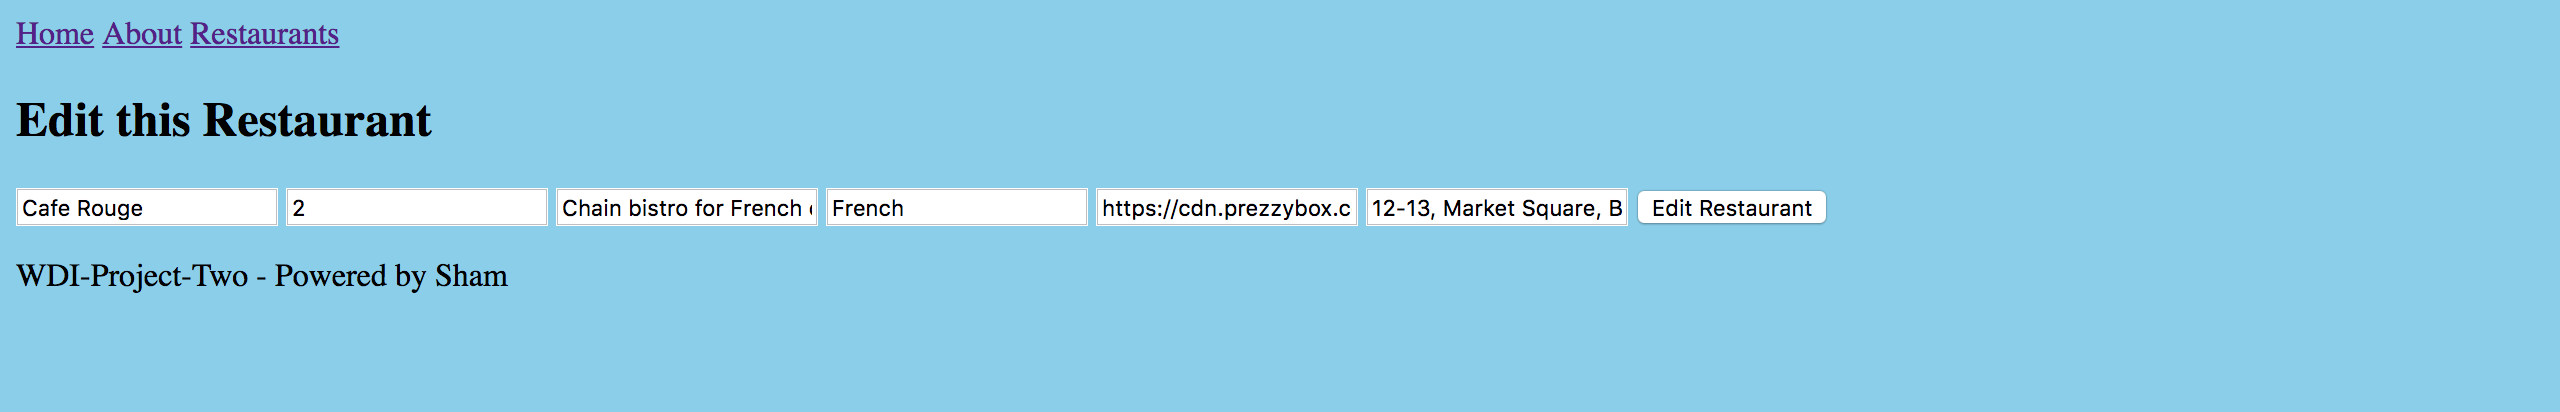 Home About Restaurants
Edit this Restaurant
Cafe Rouge 2 Chain bistro for French French https://cdn.prezzybox.c 12-13, Market Square, B Edit Restaurant
WDI-Project-Two - Powered by Sham